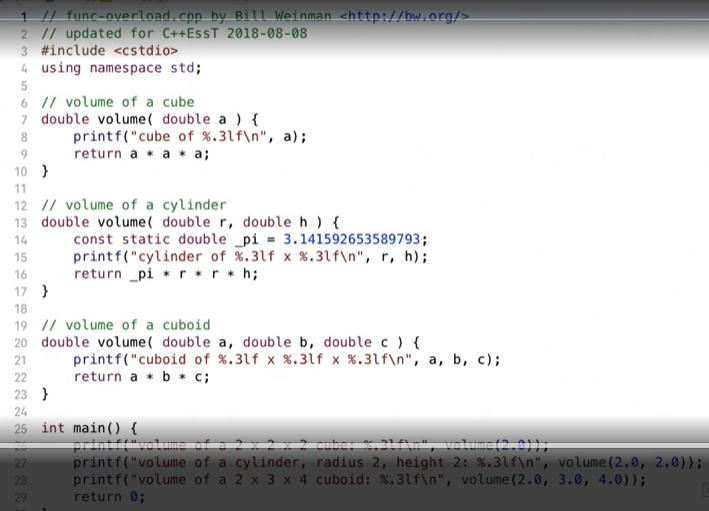 1 // func-overload.cpp by Bill Weinman <http://bw.org/>
2 // updated for C++EssT 2018-08-08
3 #include <cstdio>
4 using namespace std;
5
6 // volume of a cube
7 double volume( double a ) {
8 printf("cube of %.3lf\n", a);
9 return a * a * a;
10 }
11
12 // volume of a cylinder
13 double volume( double r, double h ) {
14 const static double _pi = 3.141592653589793;
15 printf("cylinder of %.3lf x %.3lf\n", r, h);
16 return _pi * r * r * h;
17 }
18
19 // volume of a cuboid
20 double volume( double a, double b, double c ) {
21 printf("cuboid of %.3lf x %.3lf x %.3lf\n", a, b, c);
22 return a * b * c;
23 }
24
25 int main() {
26 printf("volume of a 2 x 2 x 2 cube: %.3lf\n", volume(2.0));
27 printf("volume of a cylinder, radius 2, height 2: %.3lf\n", volume(2.0, 2.0));
28 printf("volume of a 2 x 3 x 4 cuboid: %.3lf\n", volume(2.0, 3.0, 4.0));
29 return 0;